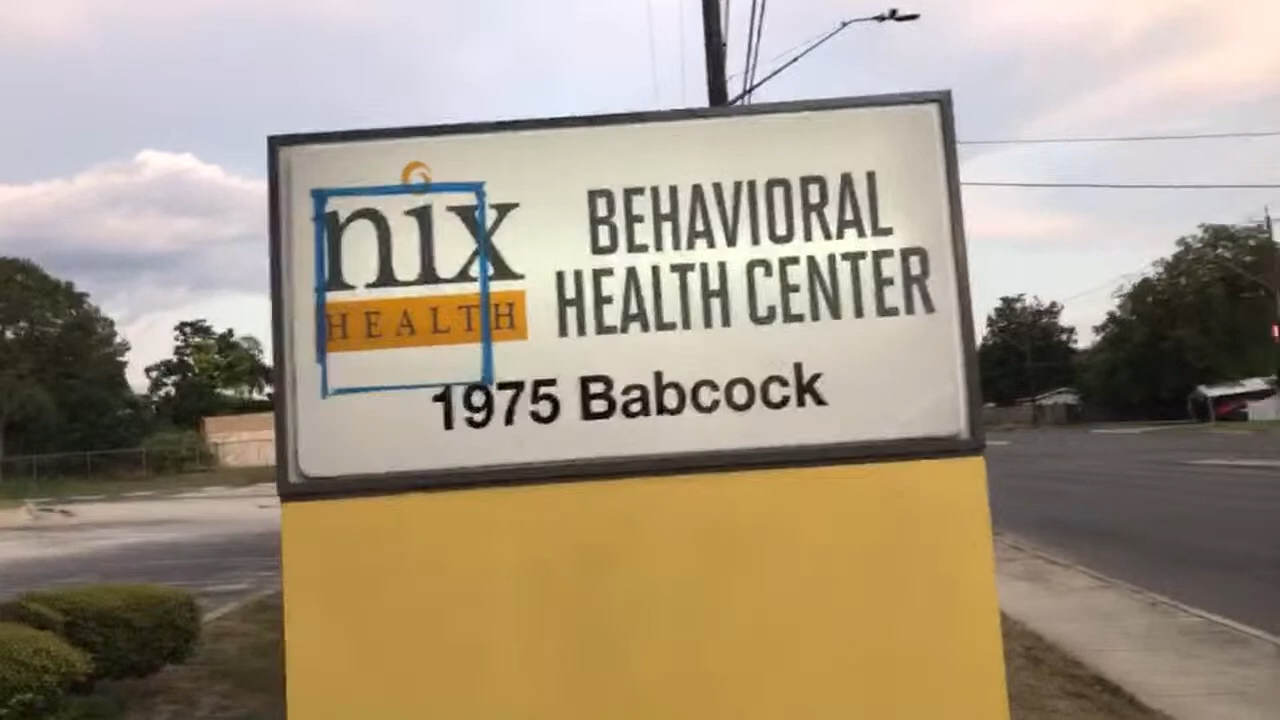 nix
HEALTH
BEHAVIORAL
HEALTH CENTER
1975 Babcock